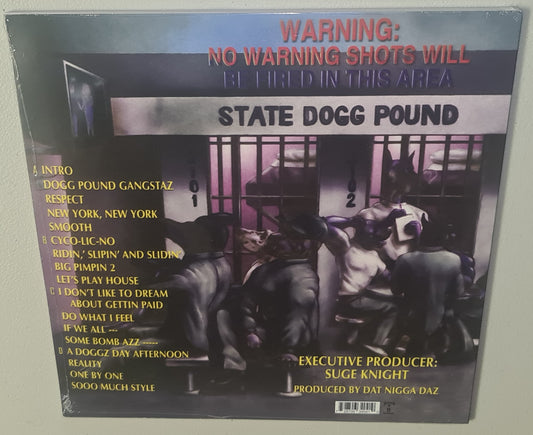 WARNING:
NO WARNING SHOTS WILL
BE FIRED IN THIS AREA
STATE DOGG POUND
101
102
A INTRO
DOGG POUND GANGSTAZ
RESPECT
NEW YORK, NEW YORK
SMOOTH
B CYCO-LIC-NO
RIDIN,' SLIPIN' AND SLIDIN'
BIG PIMPIN 2
LET'S PLAY HOUSE
C I DON'T LIKE TO DREAM
ABOUT GETTIN PAID
DO WHAT I FEEL
IF WE ALL ---
SOME BOMB AZZ -----
D A DOGGZ DAY AFTERNOON
REALITY
ONE BY ONE
SOOO MUCH STYLE
EXECUTIVE PRODUCER:
SUGE KNIGHT
PRODUCED BY DAT NIGGA DAZ